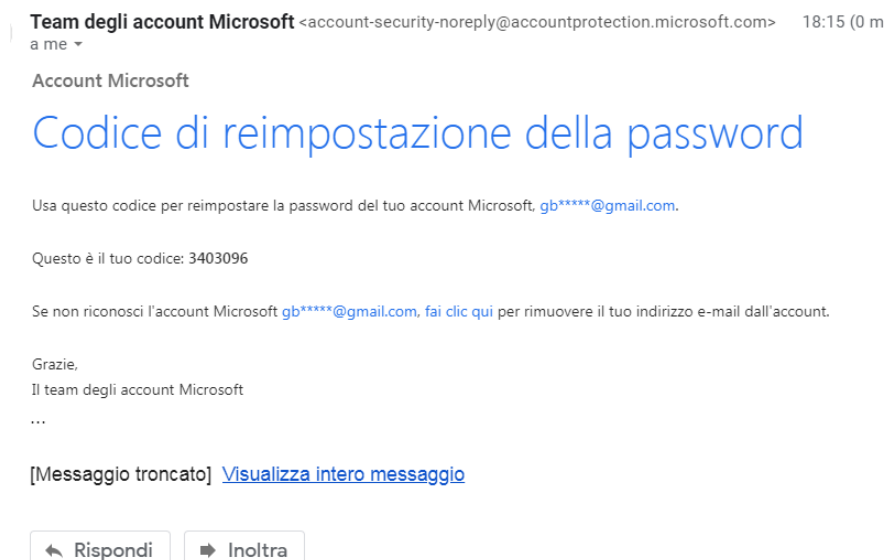 Team degli account Microsoft <account-security-noreply@accountprotection.microsoft.com> 18:15 (0 m
a me
Account Microsoft
Codice di reimpostazione della password
Usa questo codice per reimpostare la password del tuo account Microsoft, gb*****@gmail.com.
Questo è il tuo codice: 3403096
Se non riconosci l'account Microsoft gb*****@gmail.com, fai clic qui per rimuovere il tuo indirizzo e-mail dall'account.
Grazie,
Il team degli account Microsoft
...
[Messaggio troncato] Visualizza intero messaggio
Rispondi Inoltra